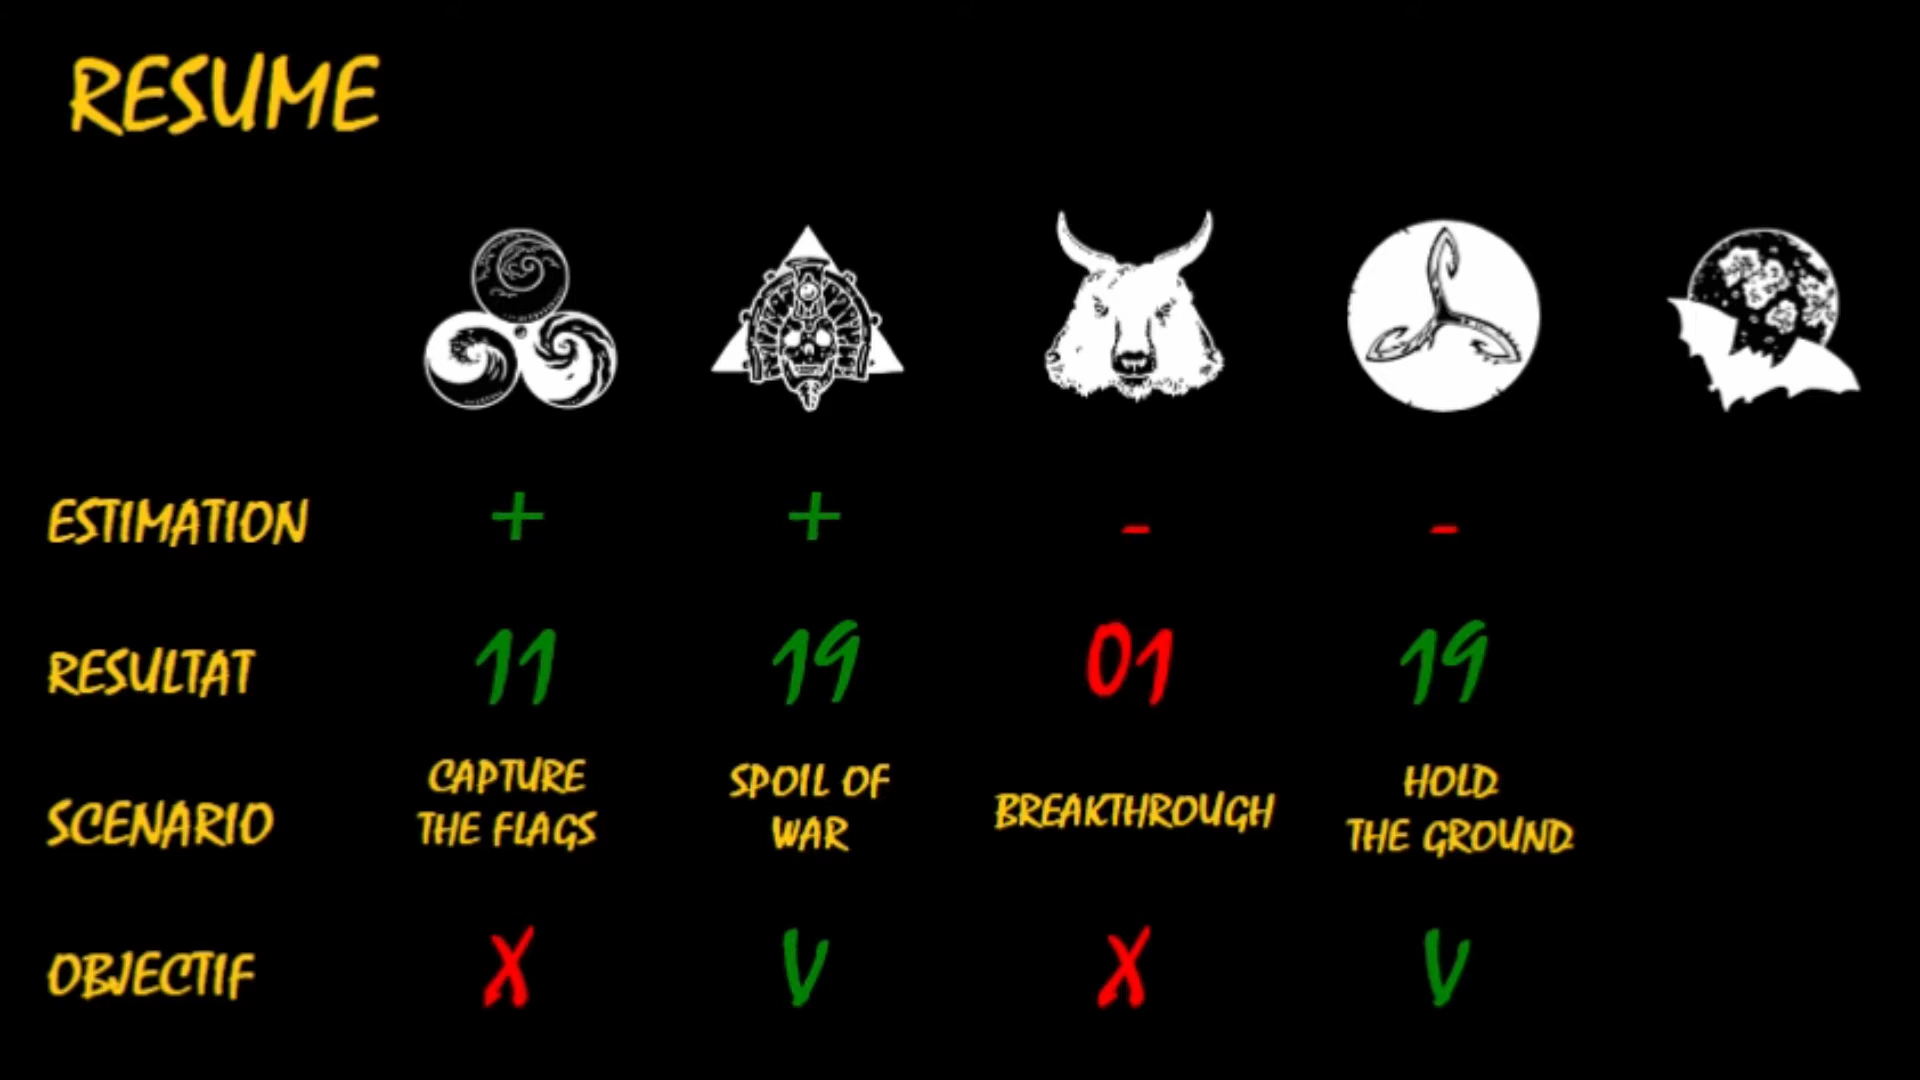 RESUME
ESTIMATION + + - -
RESULTAT 11 19 01 19
SCENARIO CAPTURE THE FLAGS SPOIL OF WAR BREAKTHROUGH HOLD THE GROUND
OBJECTIF X V X V